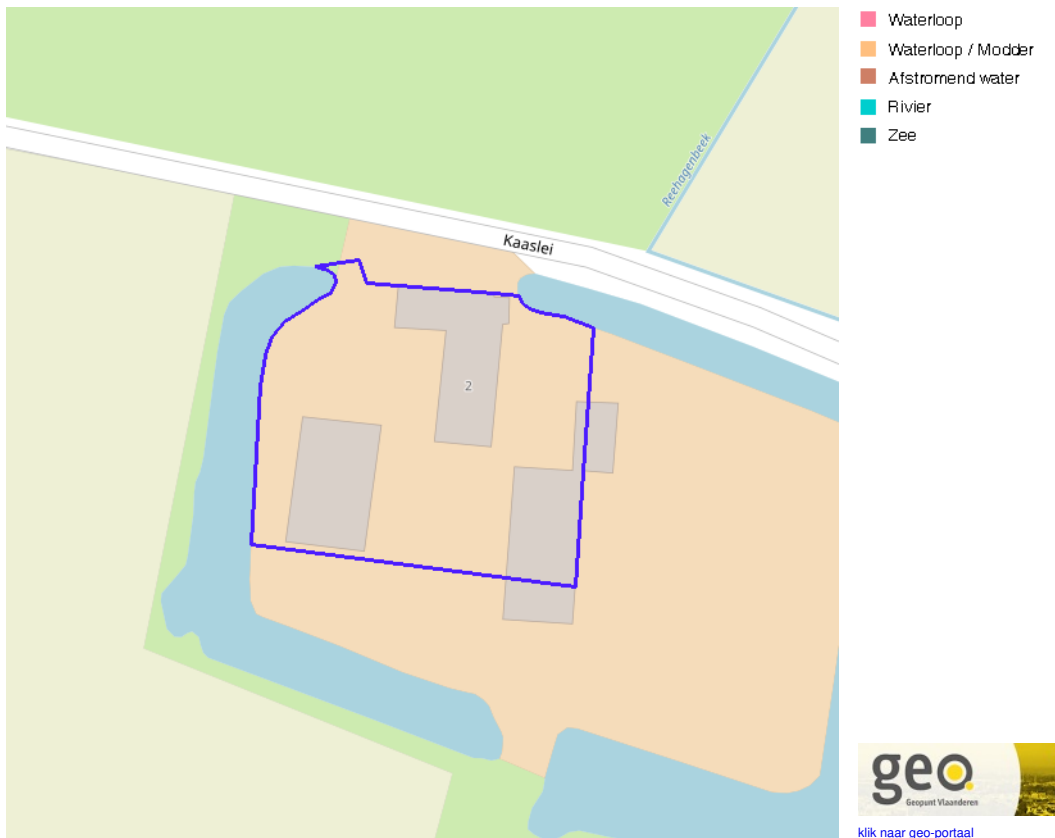 Waterloop
Waterloop / Modder
Afstromend water
Rivier
Zee
Reehagenbeek
Kaaslei
2
geo
Geopunt Vlaanderen
klik naar geo-portaal